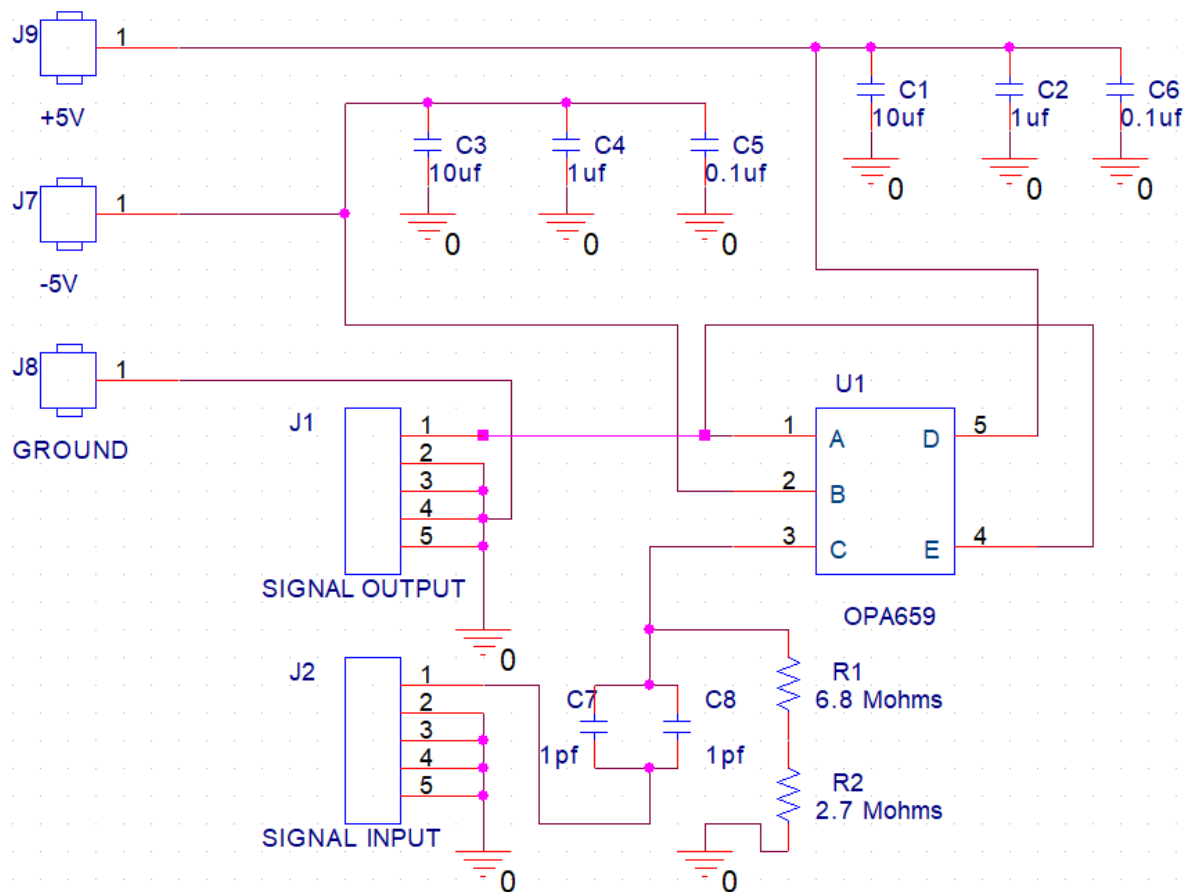 J9 1
+5V
C1 10uf 0
C2 1uf 0
C6 0.1uf 0
C3 10uf 0
C4 1uf 0
C5 0.1uf 0
J7 1
-5V
J8 1
GROUND
J1
1
2
3
4
5
SIGNAL OUTPUT
0
U1
1 A D 5
2 B
3 C E 4
OPA659
J2
1
2
3
4
5
SIGNAL INPUT
0
C7
1pf
C8
1pf
R1
6.8 Mohms
R2
2.7 Mohms
0